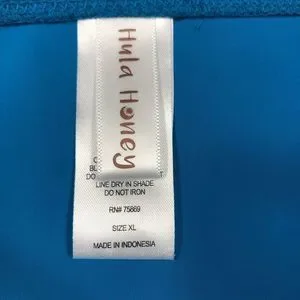 Hula Honey
LINE DRY IN SHADE
DO NOT IRON
RN# 75869
SIZE XL
MADE IN INDONESIA